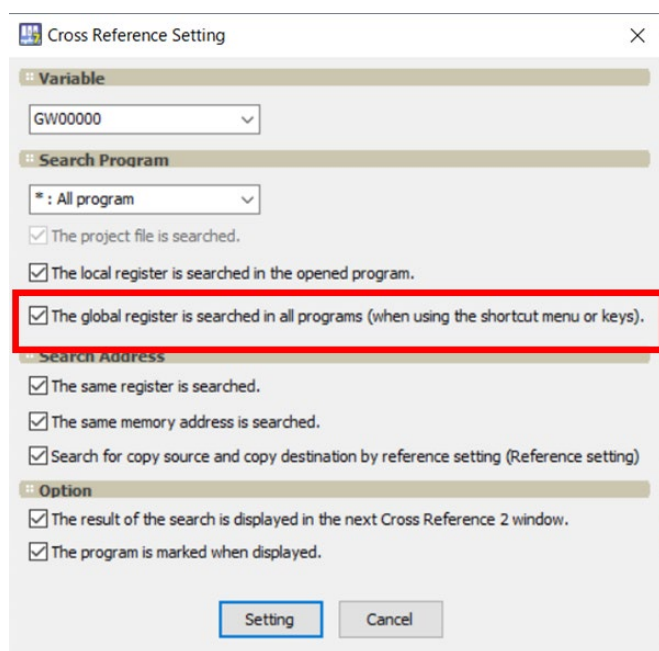 Cross Reference Setting
Variable
GW00000
Search Program
* : All program
The project file is searched.
The local register is searched in the opened program.
The global register is searched in all programs (when using the shortcut menu or keys).
Search Address
The same register is searched.
The same memory address is searched.
Search for copy source and copy destination by reference setting (Reference setting)
Option
The result of the search is displayed in the next Cross Reference 2 window.
The program is marked when displayed.
Setting Cancel